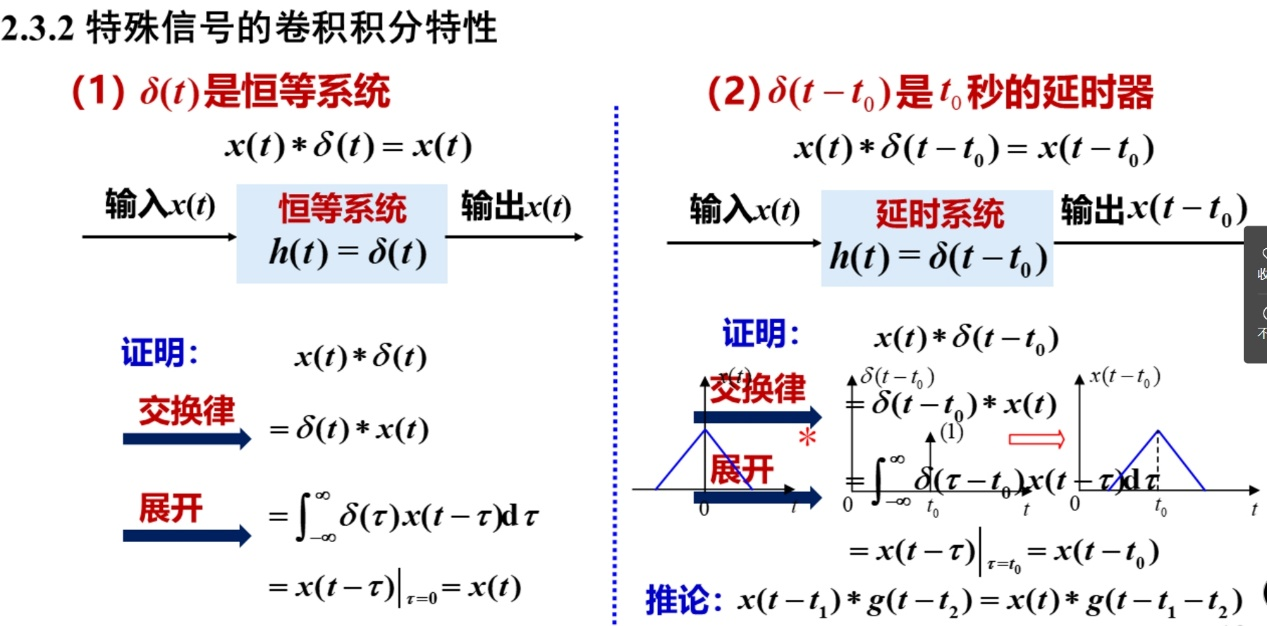 2.3.2 特殊信号的卷积积分特性
(1) δ(t)是恒等系统
x(t)*δ(t)=x(t)
输入x(t)
恒等系统
h(t)=δ(t)
输出x(t)
证明：
x(t)*δ(t)
交换律
=δ(t)*x(t)
展开
=∫_{-∞}^{∞}δ(τ)x(t-τ)dτ
=x(t-τ)|_{τ=0}=x(t)
(2) δ(t-t₀)是t₀秒的延时器
x(t)*δ(t-t₀)=x(t-t₀)
输入x(t)
延时系统
h(t)=δ(t-t₀)
输出x(t-t₀)
证明：
x(t)*δ(t-t₀)
x(t)
δ(t-t₀)
x(t-t₀)
交换律
=δ(t-t₀)*x(t)
*
(1)
展开
=∫_{-∞}^{∞}δ(τ-t₀)x(t-τ)dτ
0
t
0
t₀
t
0
t₀
t
=x(t-τ)|_{τ=t₀}=x(t-t₀)
推论：x(t-t₁)*g(t-t₂)=x(t)*g(t-t₁-t₂)